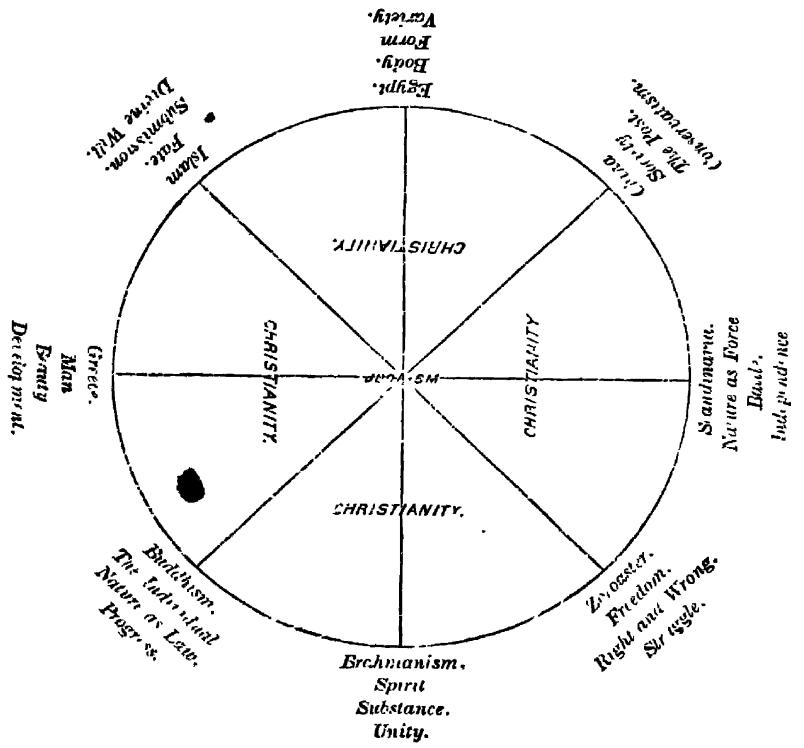 Egypt.
Body.
Form
Variety.
China
Society
The Past.
Conservatism.
Scandinavia.
Nature as Force
Independence
Zoroaster.
Freedom.
Right and Wrong.
Struggle.
Brahmanism.
Spirit
Substance.
Unity.
Buddhism.
The Individual
Nature as Law.
Progress.
Greece.
Man
Beauty
Development.
Islam
Fate.
Submission.
Divine Will.
CHRISTIANITY.
CHRISTIANITY
CHRISTIANITY.
CHRISTIANITY.